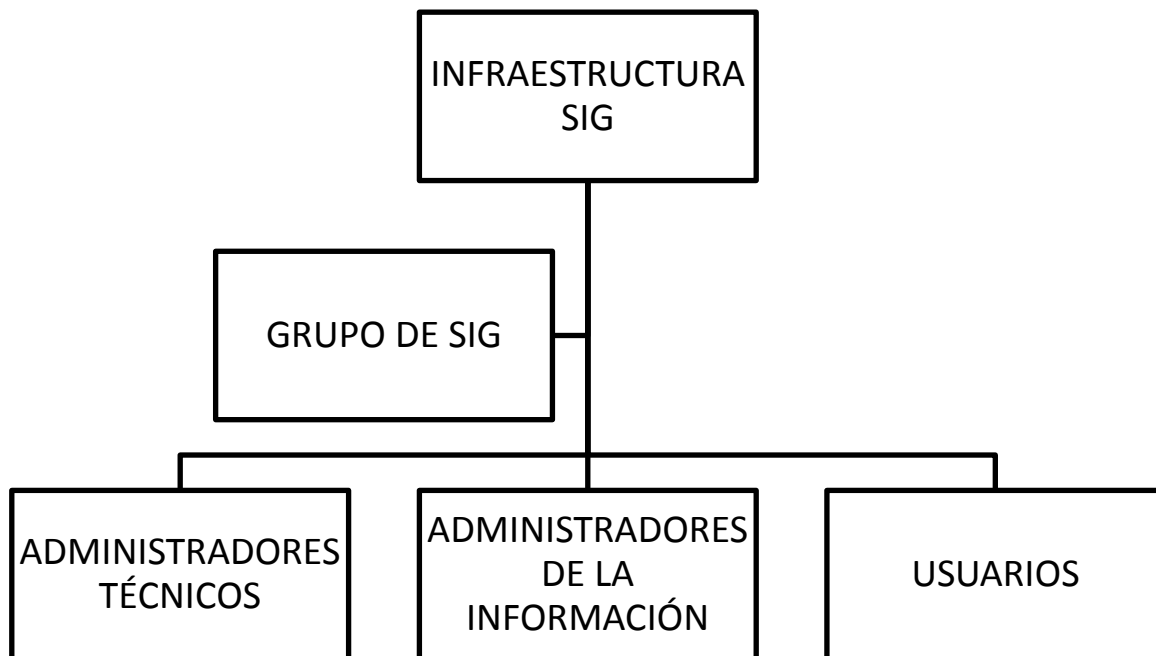 INFRAESTRUCTURA
SIG
GRUPO DE SIG
ADMINISTRADORES
TÉCNICOS
ADMINISTRADORES
DE LA
INFORMACIÓN
USUARIOS